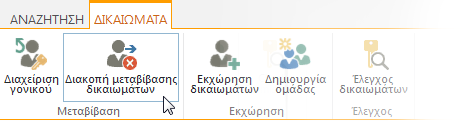 ΑΝΑΖΗΤΗΣΗ ΔΙΚΑΙΩΜΑΤΑ
Διαχείριση γονικού
Διακοπή μεταβίβασης δικαιωμάτων
Εκχώρηση δικαιωμάτων
Δημιουργία ομάδας
Έλεγχος δικαιωμάτων
Μεταβίβαση Εκχώρηση Έλεγχος